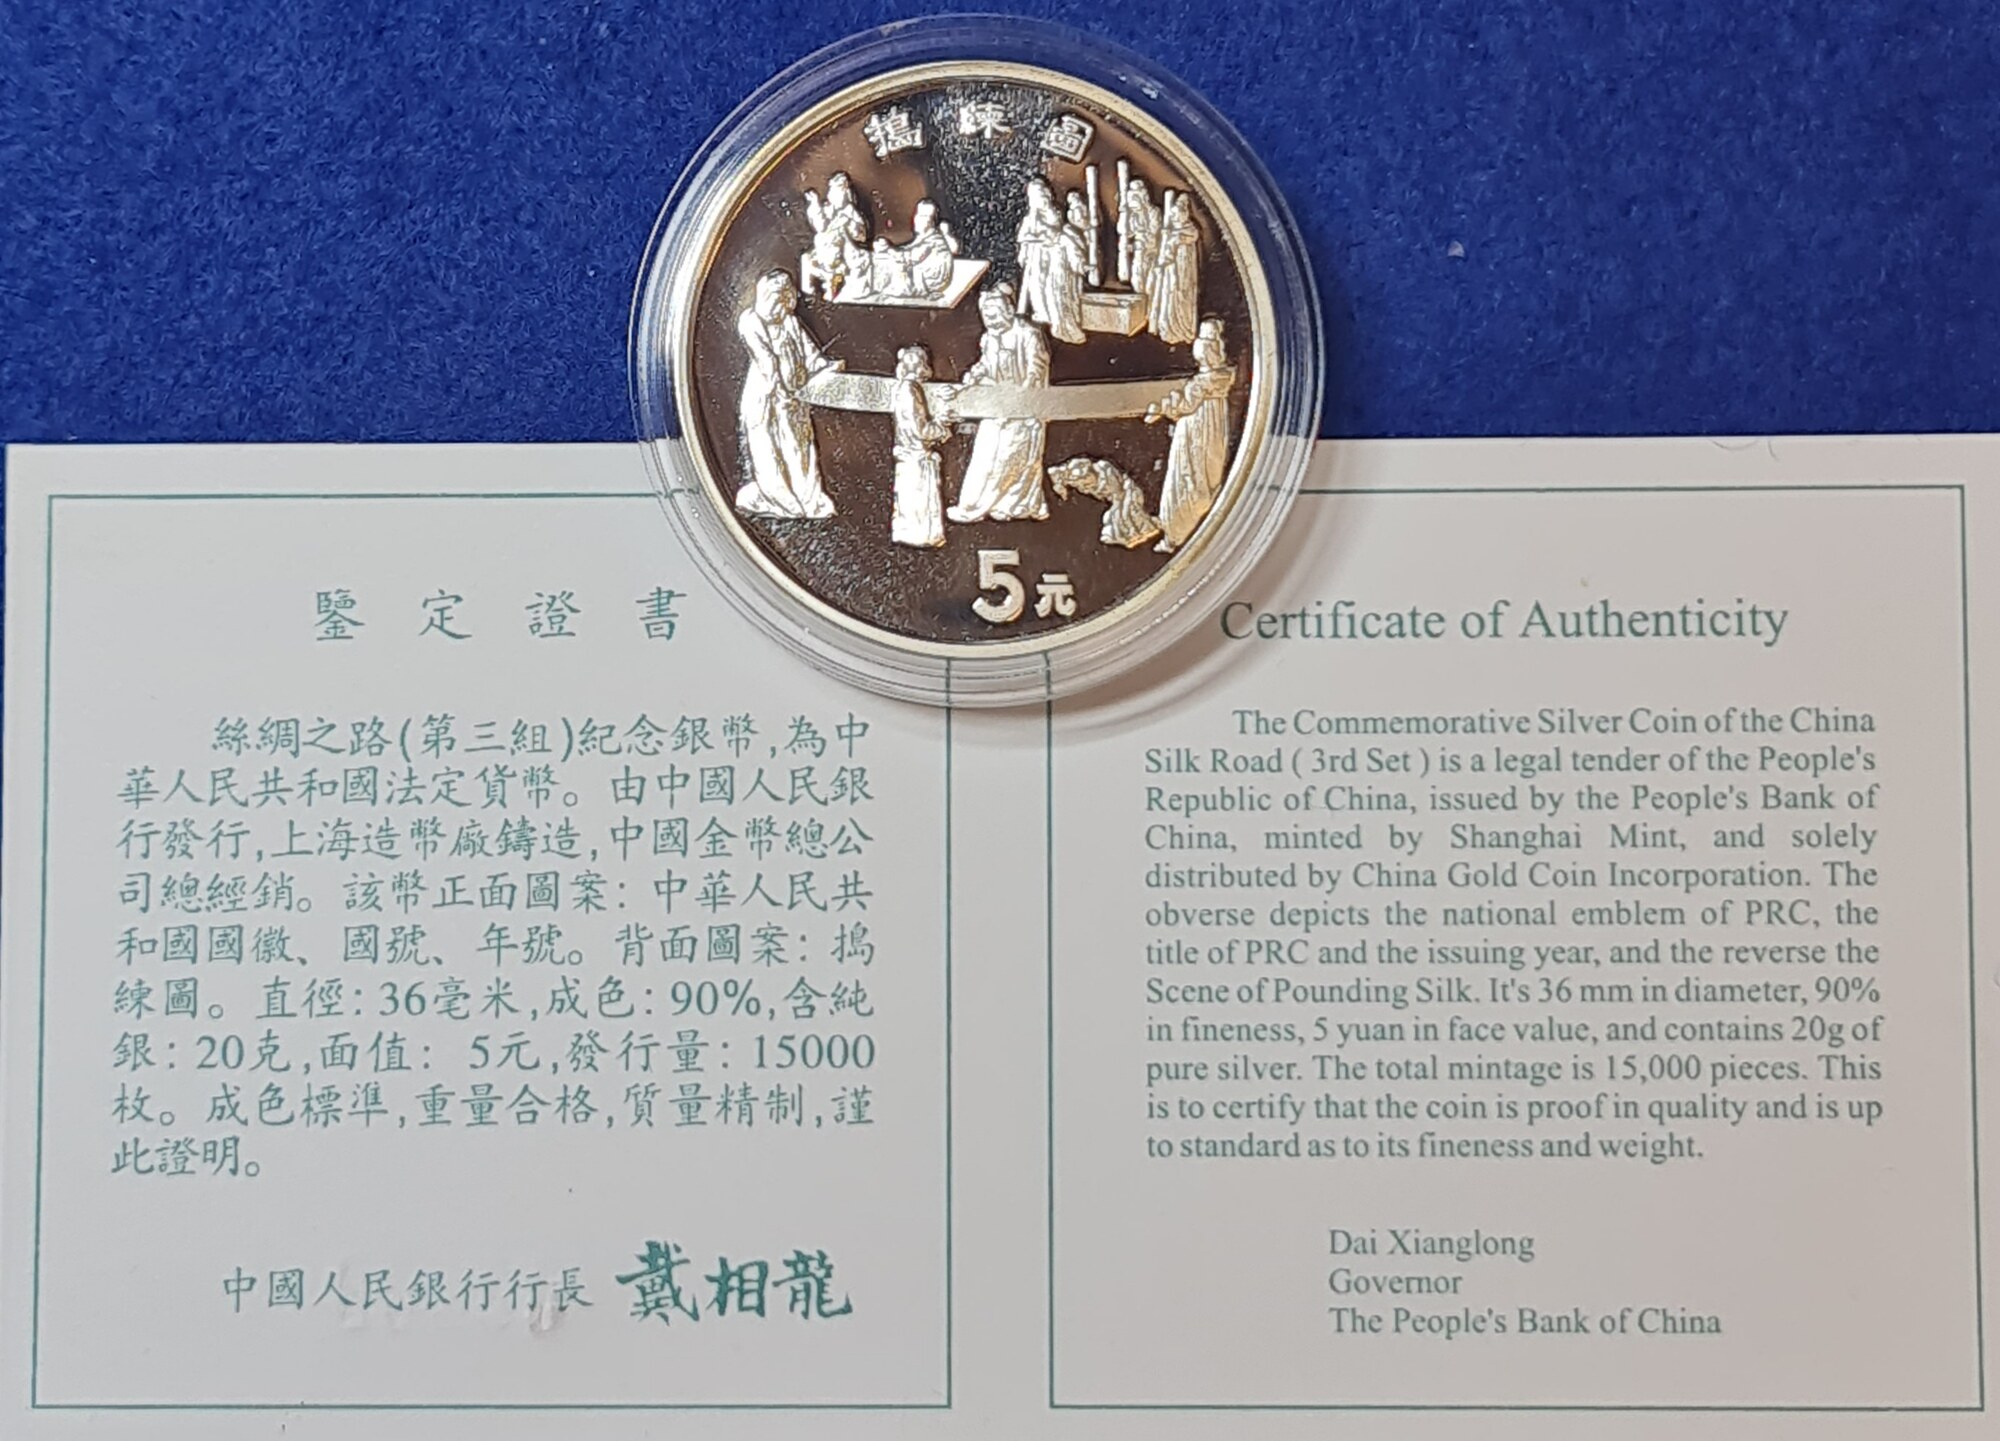 搗練圖
5元
鑒定證書
絲綢之路(第三組)紀念銀幣,為中
華人民共和國法定貨幣。由中國人民銀
行發行,上海造幣廠鑄造,中國金幣總公
司總經銷。該幣正面圖案:中華人民共
和國國徽、國號、年號。背面圖案:搗
練圖。直徑:36毫米,成色:90%,含純
銀:20克,面值:5元,發行量:15000
枚。成色標準,重量合格,質量精制,謹
此證明。
中國人民銀行行長 戴相龍
Certificate of Authenticity
The Commemorative Silver Coin of the China
Silk Road ( 3rd Set ) is a legal tender of the People's
Republic of China, issued by the People's Bank of
China, minted by Shanghai Mint, and solely
distributed by China Gold Coin Incorporation. The
obverse depicts the national emblem of PRC, the
title of PRC and the issuing year, and the reverse the
Scene of Pounding Silk. It's 36 mm in diameter, 90%
in fineness, 5 yuan in face value, and contains 20g of
pure silver. The total mintage is 15,000 pieces. This
is to certify that the coin is proof in quality and is up
to standard as to its fineness and weight.
Dai Xianglong
Governor
The People's Bank of China